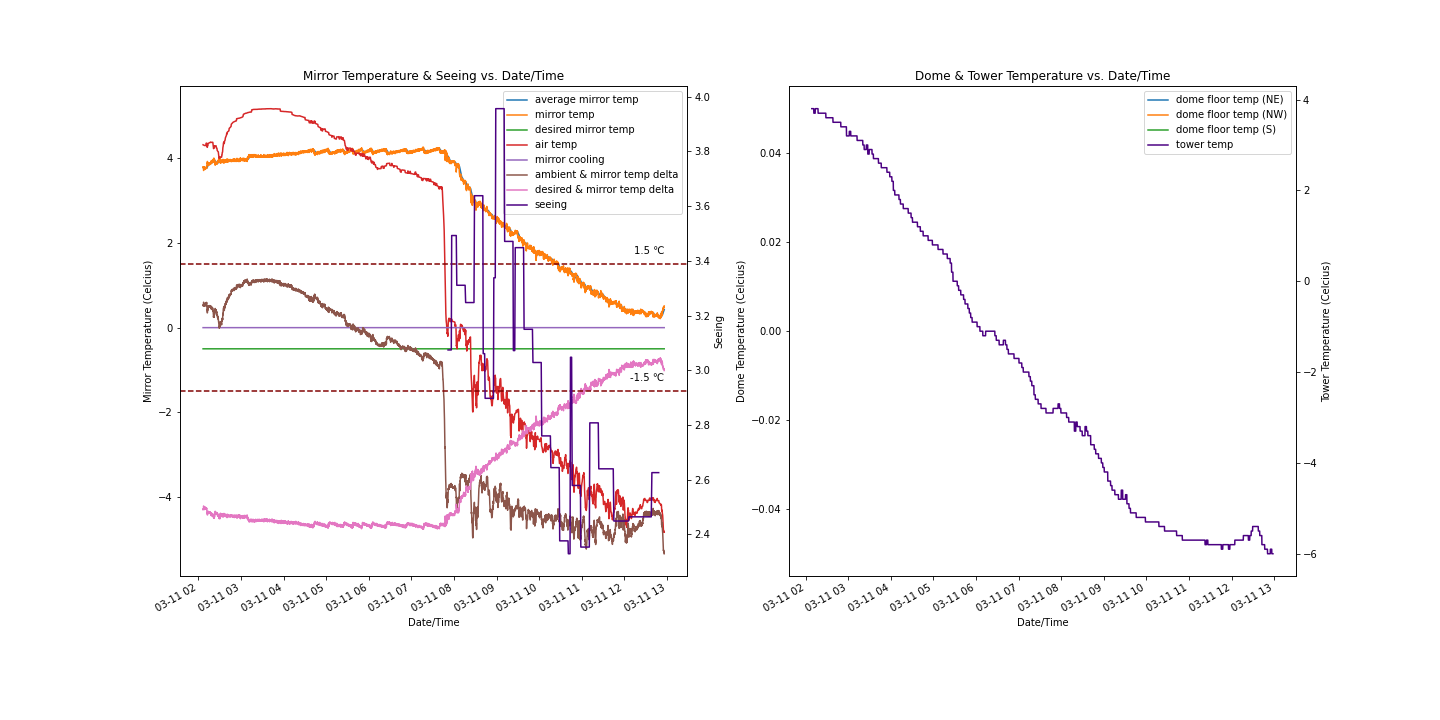 Mirror Temperature & Seeing vs. Date/Time
average mirror temp
mirror temp
desired mirror temp
air temp
mirror cooling
ambient & mirror temp delta
desired & mirror temp delta
seeing
1.5 °C
-1.5 °C
4
2
0
−2
−4
Mirror Temperature (Celcius)
4.0
3.8
3.6
3.4
3.2
3.0
2.8
2.6
2.4
Seeing
03-11 02
03-11 03
03-11 04
03-11 05
03-11 06
03-11 07
03-11 08
03-11 09
03-11 10
03-11 11
03-11 12
03-11 13
Date/Time
Dome & Tower Temperature vs. Date/Time
dome floor temp (NE)
dome floor temp (NW)
dome floor temp (S)
tower temp
0.04
0.02
0.00
−0.02
−0.04
Dome Temperature (Celcius)
4
2
0
−2
−4
−6
Tower Temperature (Celcius)
03-11 02
03-11 03
03-11 04
03-11 05
03-11 06
03-11 07
03-11 08
03-11 09
03-11 10
03-11 11
03-11 12
03-11 13
Date/Time